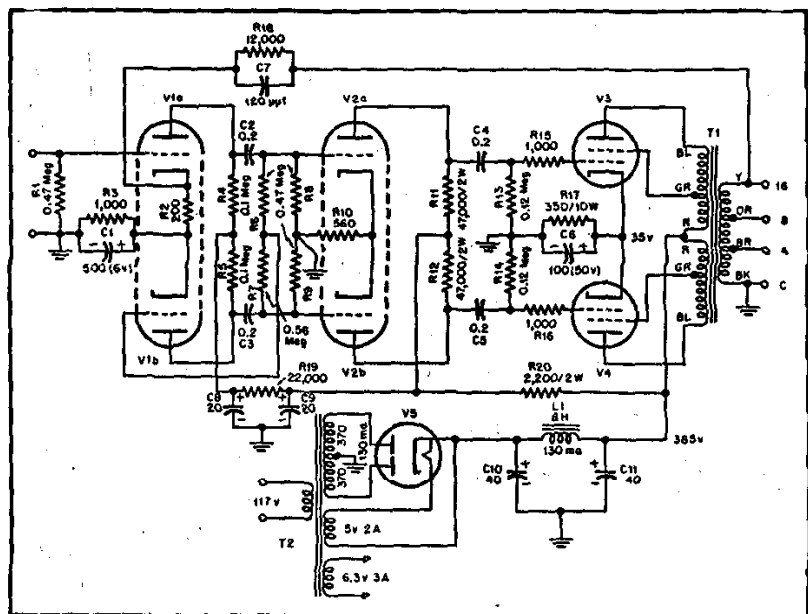 R18
12,000
C7
120 µµf
V1a
V2a
V3
T1
C2
0.2
C4
0.2
R15
1,000
BL
Y
16
R1
0.47 Meg
R3
1,000
C1
500 (6v)
R2
200
R4
0.1 Meg
R6
0.47 Meg
R8
R10
560
R11
47,000/2W
R13
0.12 Meg
R17
350/10W
C6
100 (50v)
35v
GR
R
OR
8
BR
4
R5
0.1 Meg
R7
R9
R12
47,000/2W
R14
0.12 Meg
R
GR
BK
C
0.2
C3
0.56
Meg
0.2
C5
1,000
R16
BL
V1b
V2b
V4
R19
22,000
R20
2,200/2W
C8
20
C9
20
V5
L1
8H
130 ma
385v
370
370
130 ma
C10
40
C11
40
117v
T2
5v 2A
6.3v 3A